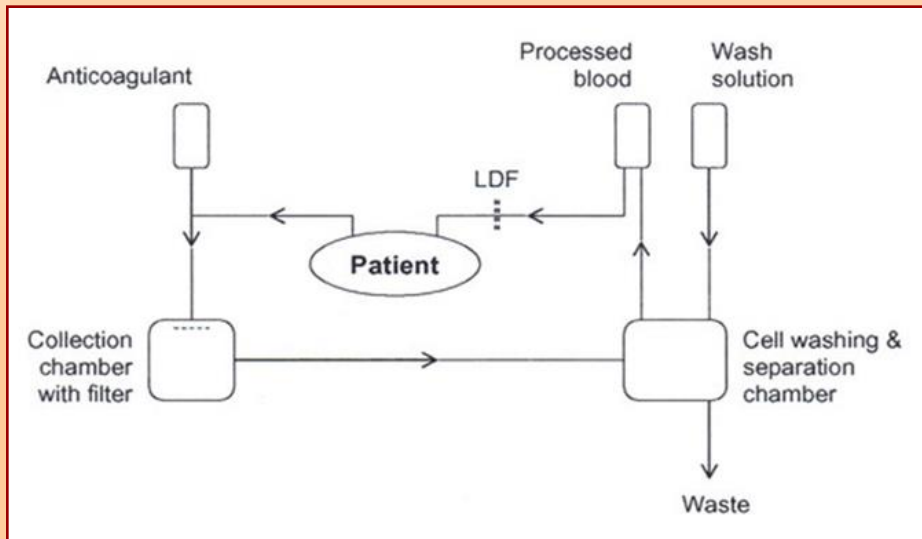 Anticoagulant
Processed
blood
Wash
solution
LDF
Patient
Collection
chamber
with filter
Cell washing &
separation
chamber
Waste